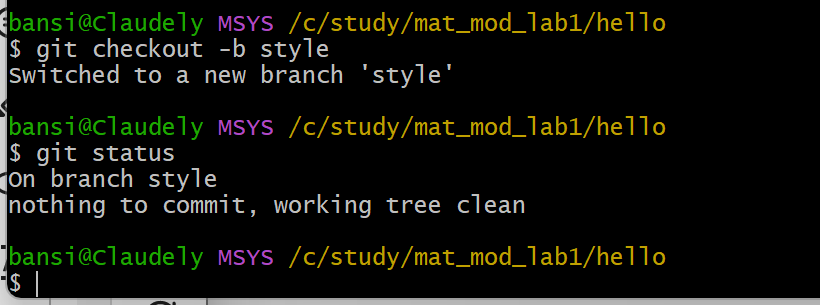 bansi@Claudely MSYS /c/study/mat_mod_lab1/hello
$ git checkout -b style
Switched to a new branch 'style'
bansi@Claudely MSYS /c/study/mat_mod_lab1/hello
$ git status
On branch style
nothing to commit, working tree clean
bansi@Claudely MSYS /c/study/mat_mod_lab1/hello
$